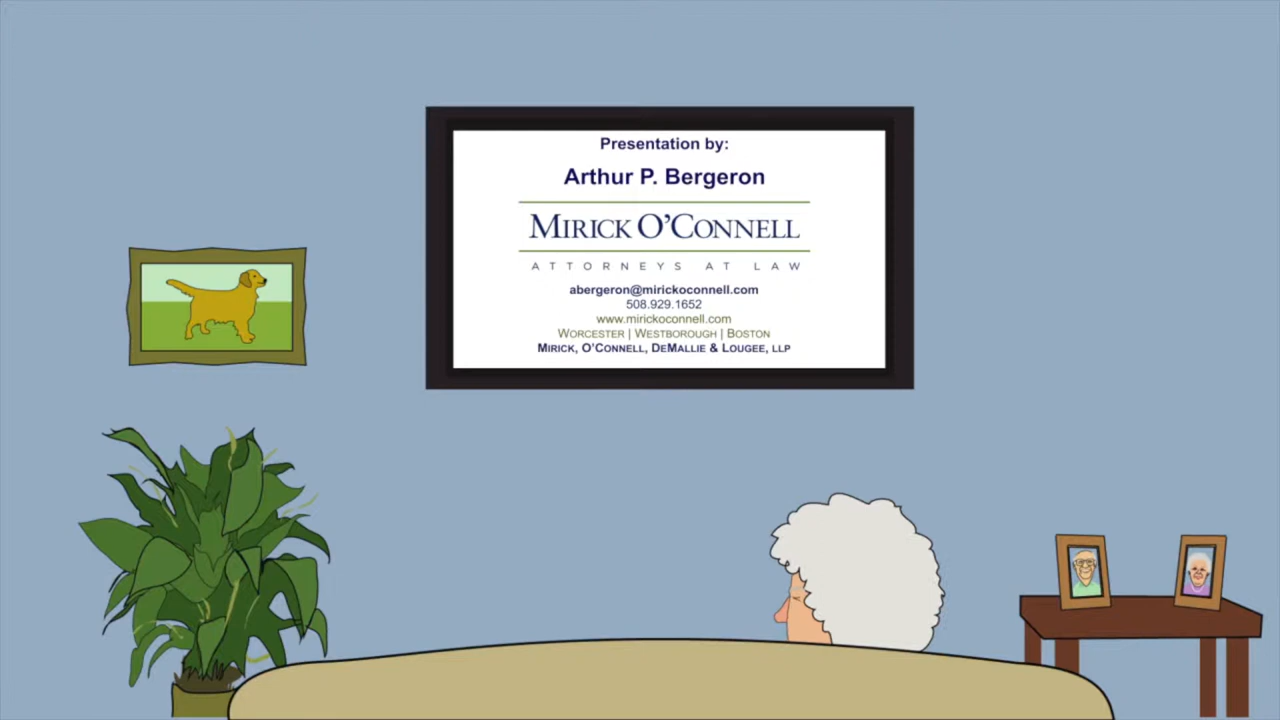 Presentation by:
Arthur P. Bergeron
MIRICK O'CONNELL
ATTORNEYS AT LAW
abergeron@mirickoconnell.com
508.929.1652
www.mirickoconnell.com
WORCESTER | WESTBOROUGH | BOSTON
MIRICK, O'CONNELL, DEMALLIE & LOUGEE, LLP